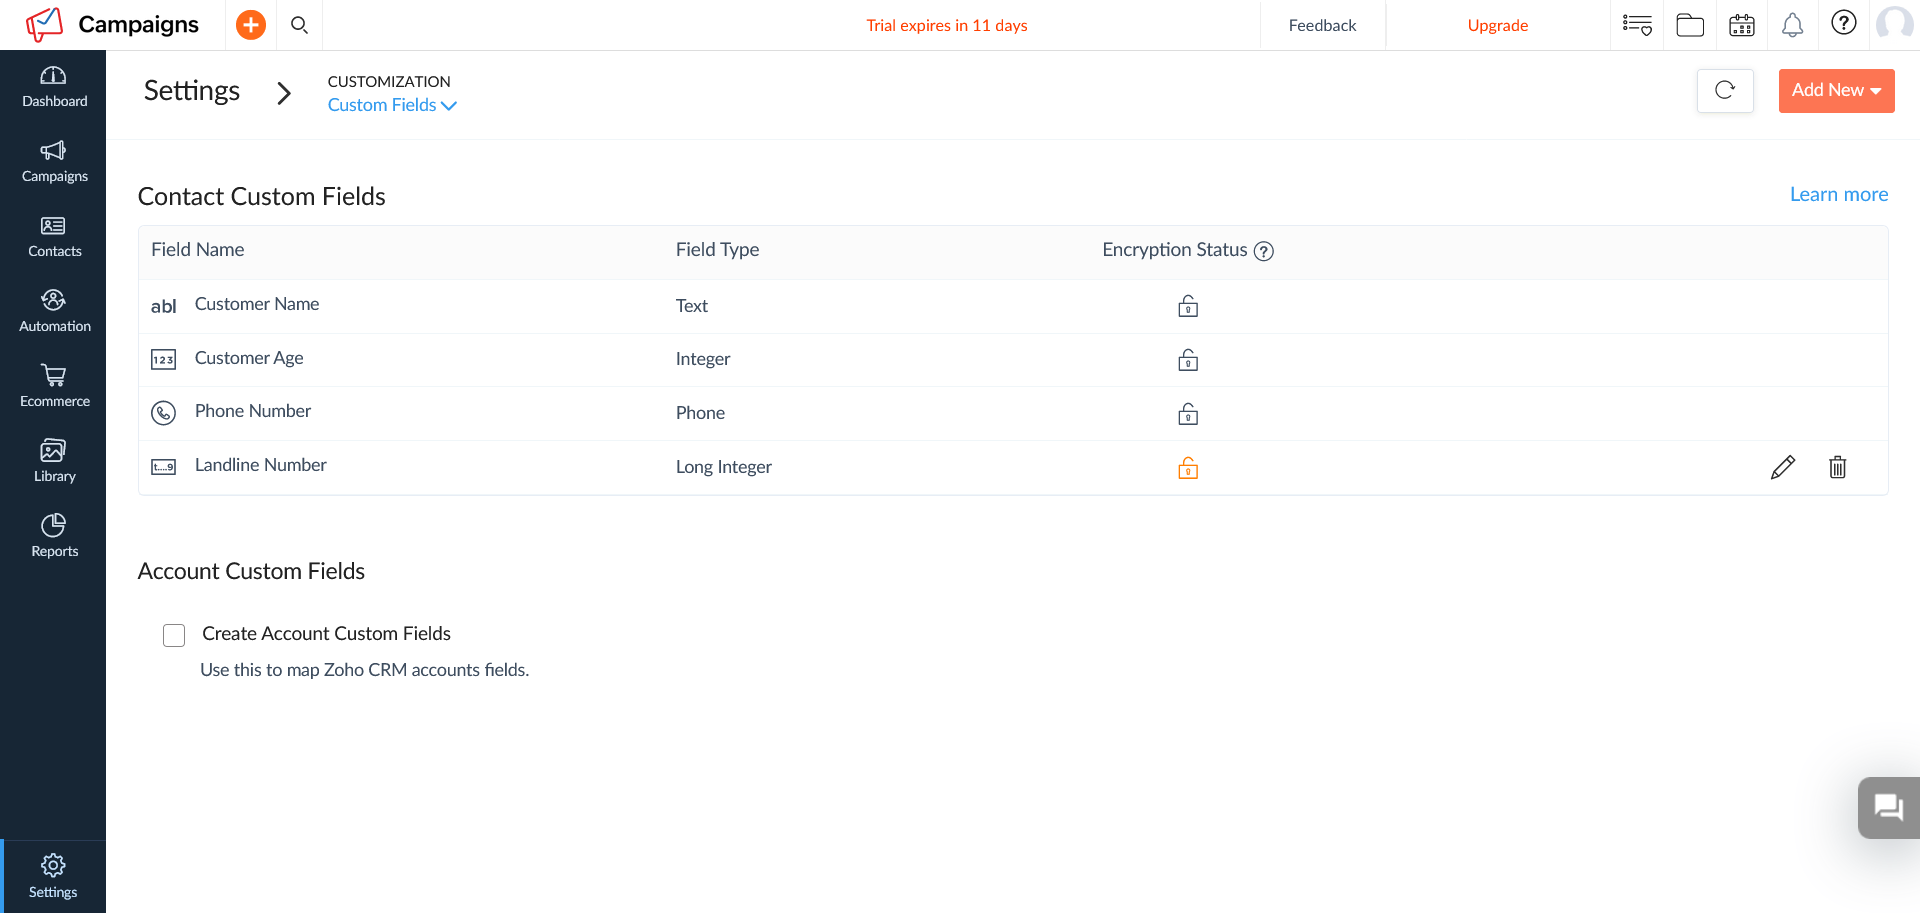 Campaigns
Trial expires in 11 days
Feedback
Upgrade
Dashboard
Campaigns
Contacts
Automation
Ecommerce
Library
Reports
Settings
Settings
CUSTOMIZATION
Custom Fields
Add New
Contact Custom Fields
Learn more
Field Name Field Type Encryption Status ?
abl Customer Name Text
123 Customer Age Integer
Phone Number Phone
t....9 Landline Number Long Integer
Account Custom Fields
Create Account Custom Fields
Use this to map Zoho CRM accounts fields.